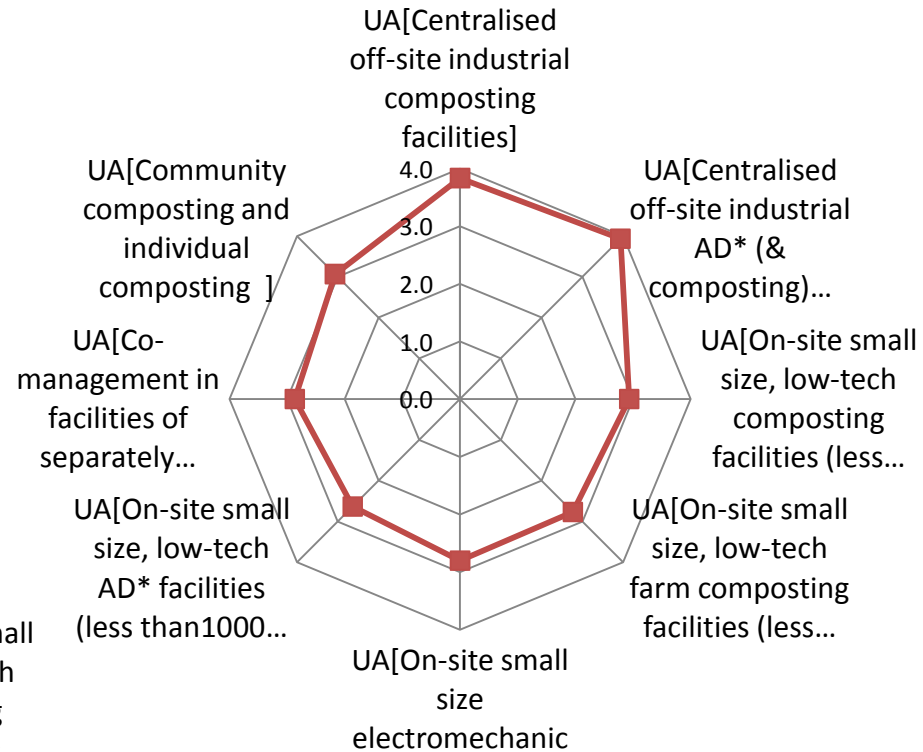 UA[Centralised
off-site industrial
composting
facilities]
UA[Centralised
off-site industrial
AD* (&
composting)…
UA[On-site small
size, low-tech
composting
facilities (less…
UA[On-site small
size, low-tech
farm composting
facilities (less…
UA[On-site small
size
electromechanic
UA[On-site small
size, low-tech
AD* facilities
(less than1000…
UA[Co-
management in
facilities of
separately…
UA[Community
composting and
individual
composting ]
4.0
3.0
2.0
1.0
0.0